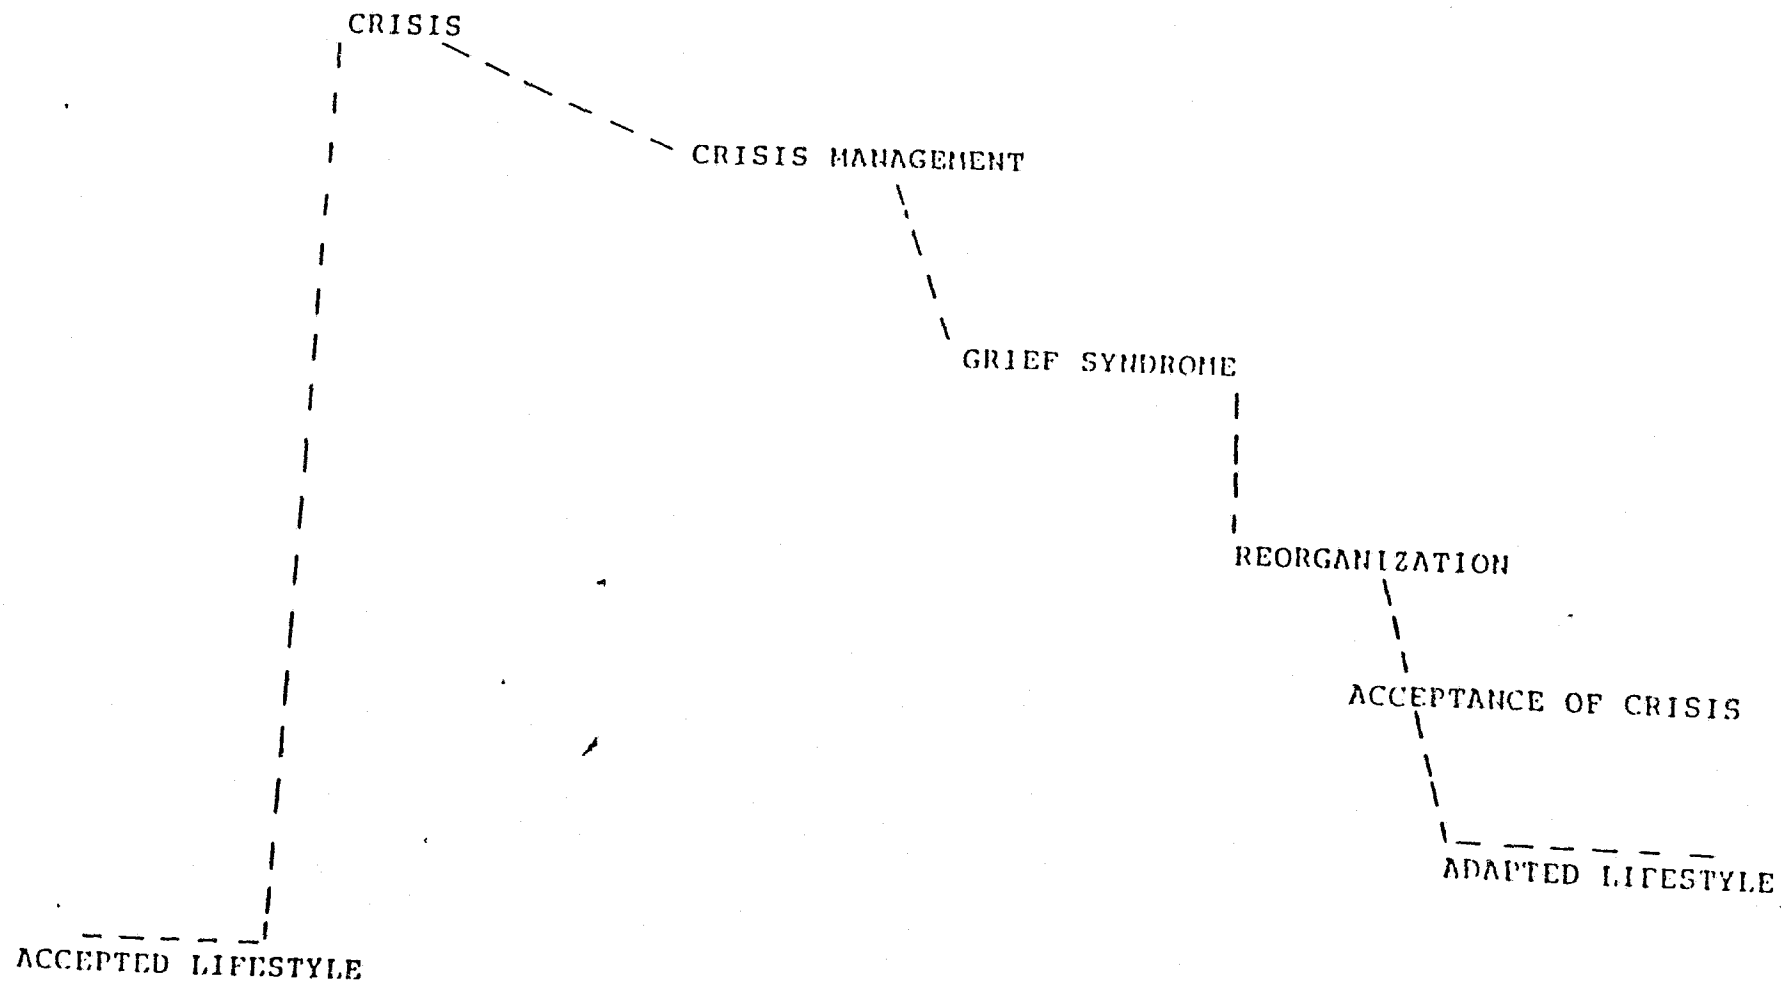 CRISIS
CRISIS MANAGEMENT
GRIEF SYNDROME
REORGANIZATION
ACCEPTANCE OF CRISIS
ADAPTED LIFESTYLE
ACCEPTED LIFESTYLE